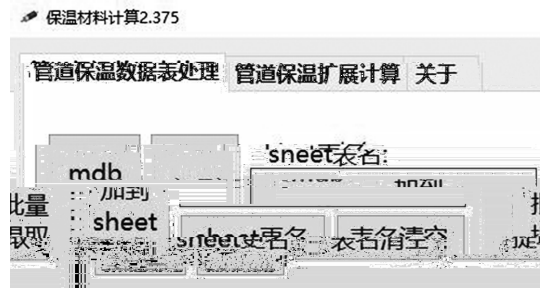 保温材料计算2.375
管道保温数据表处理 管道保温扩展计算 关于
sheet表名:
mdb
加到 加到
批量 sheet
提取 sheet更名 表名清空